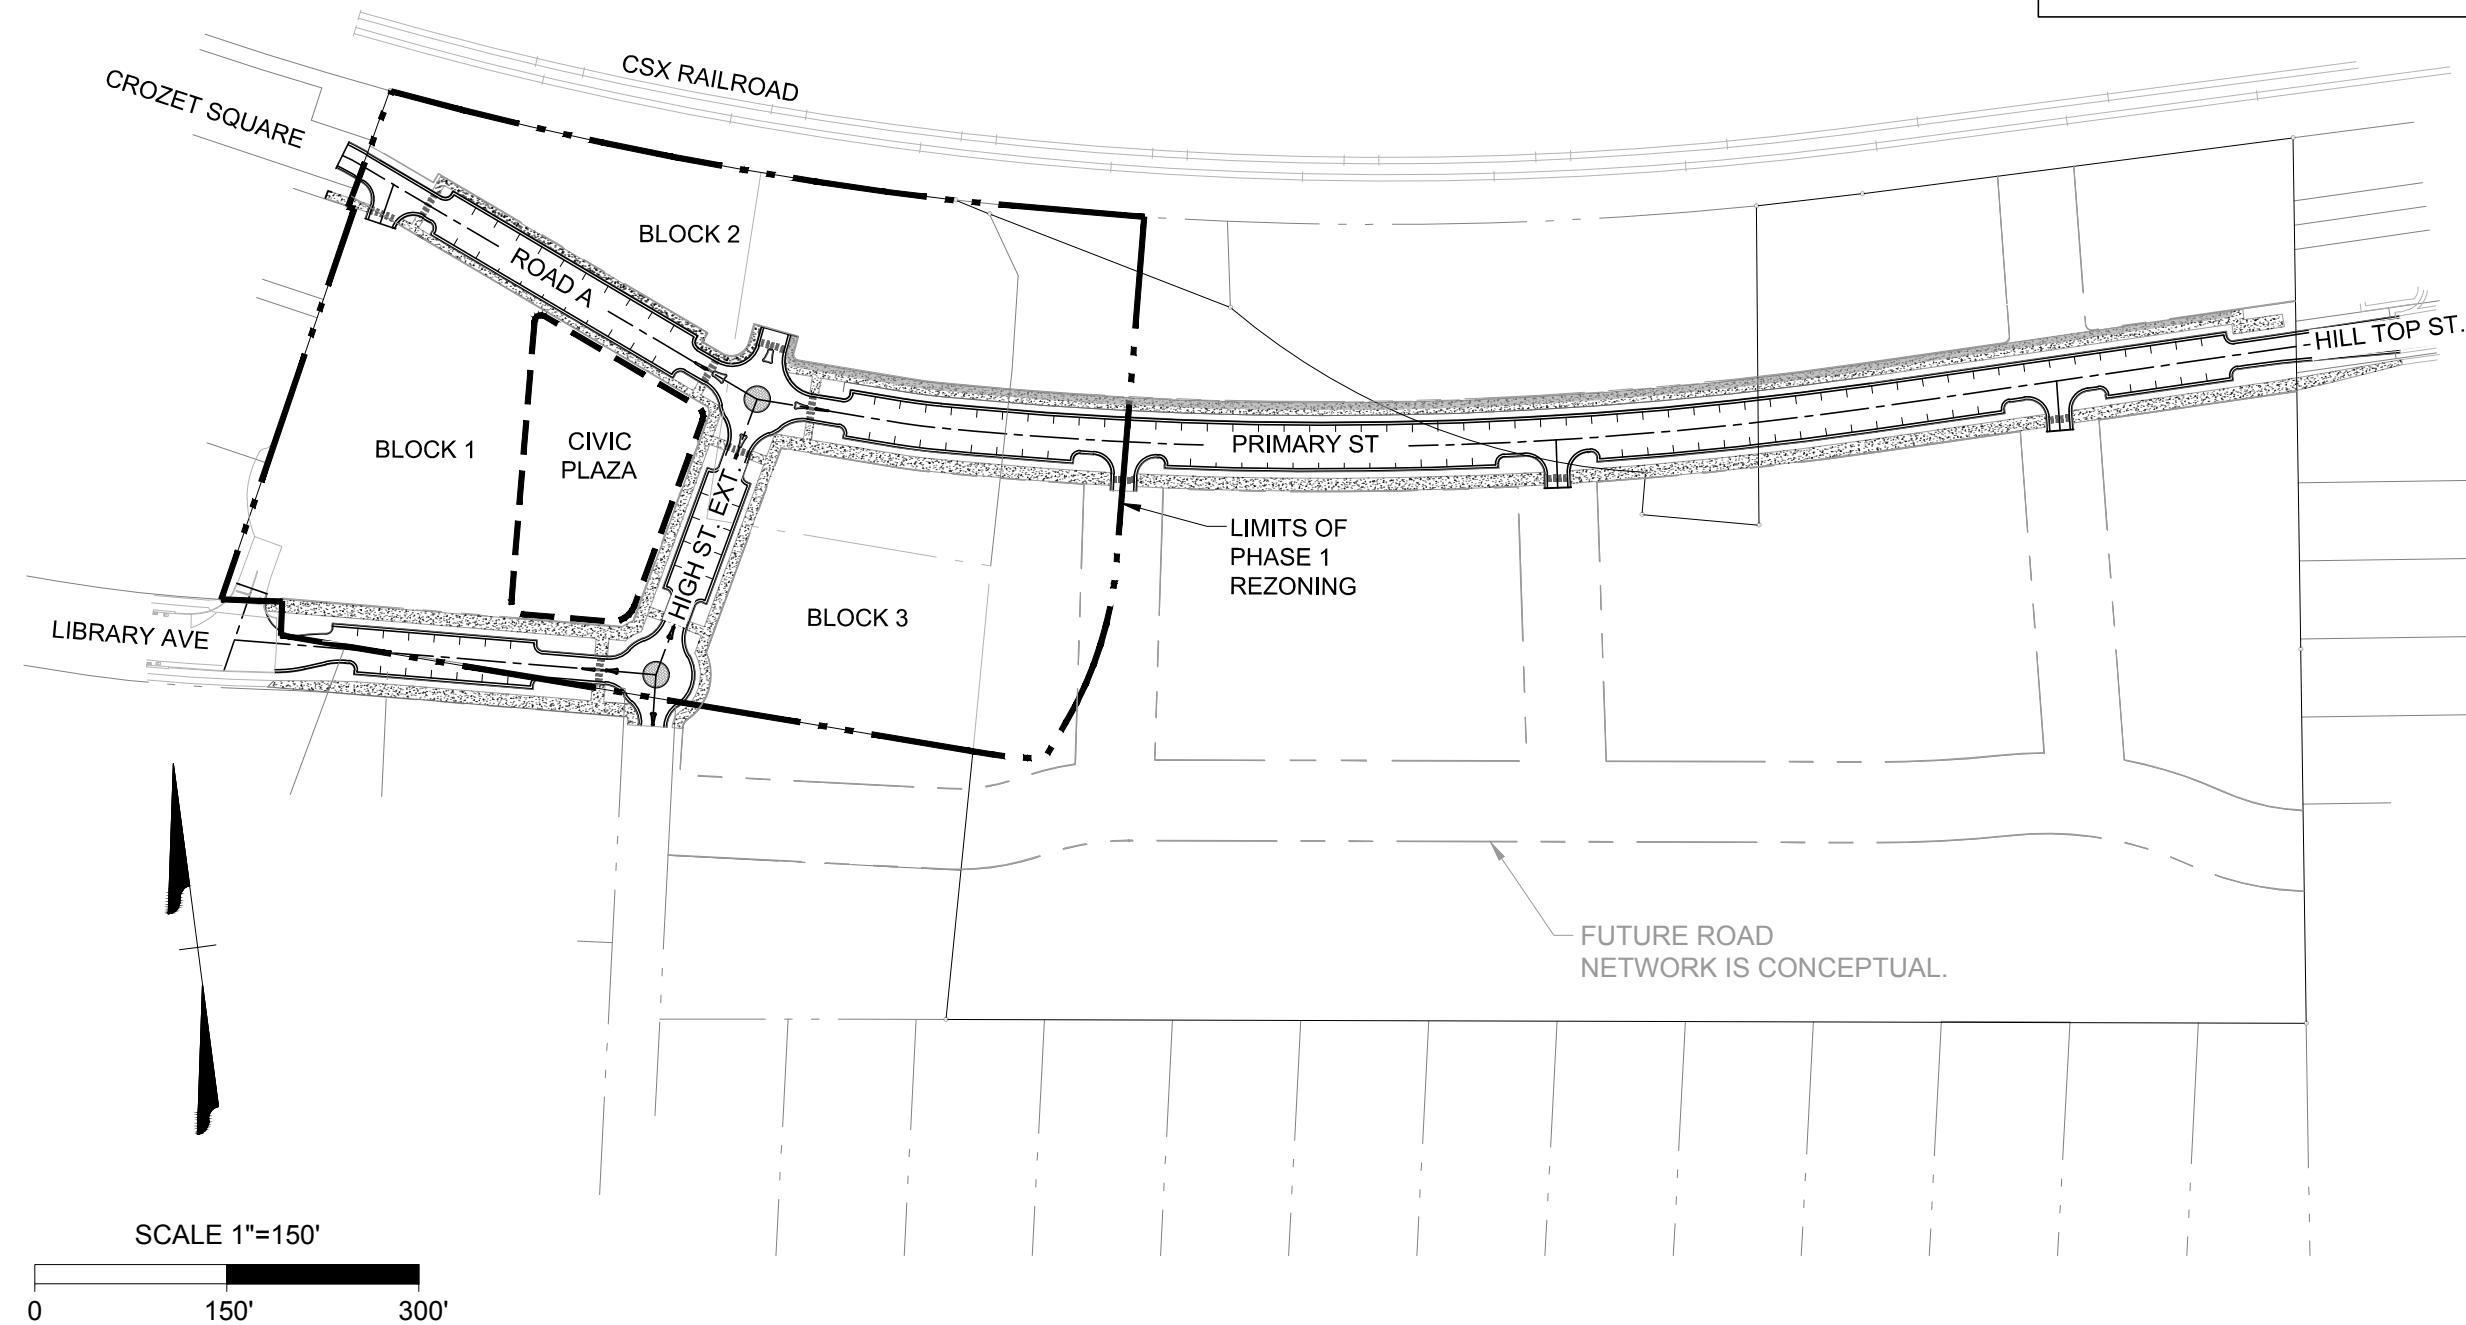 CSX RAILROAD
CROZET SQUARE
BLOCK 2
ROAD A
HILL TOP ST.
BLOCK 1
CIVIC
PLAZA
PRIMARY ST
HIGH ST. EXT.
LIMITS OF
PHASE 1
REZONING
BLOCK 3
LIBRARY AVE
FUTURE ROAD
NETWORK IS CONCEPTUAL.
SCALE 1"=150'
0 150' 300'